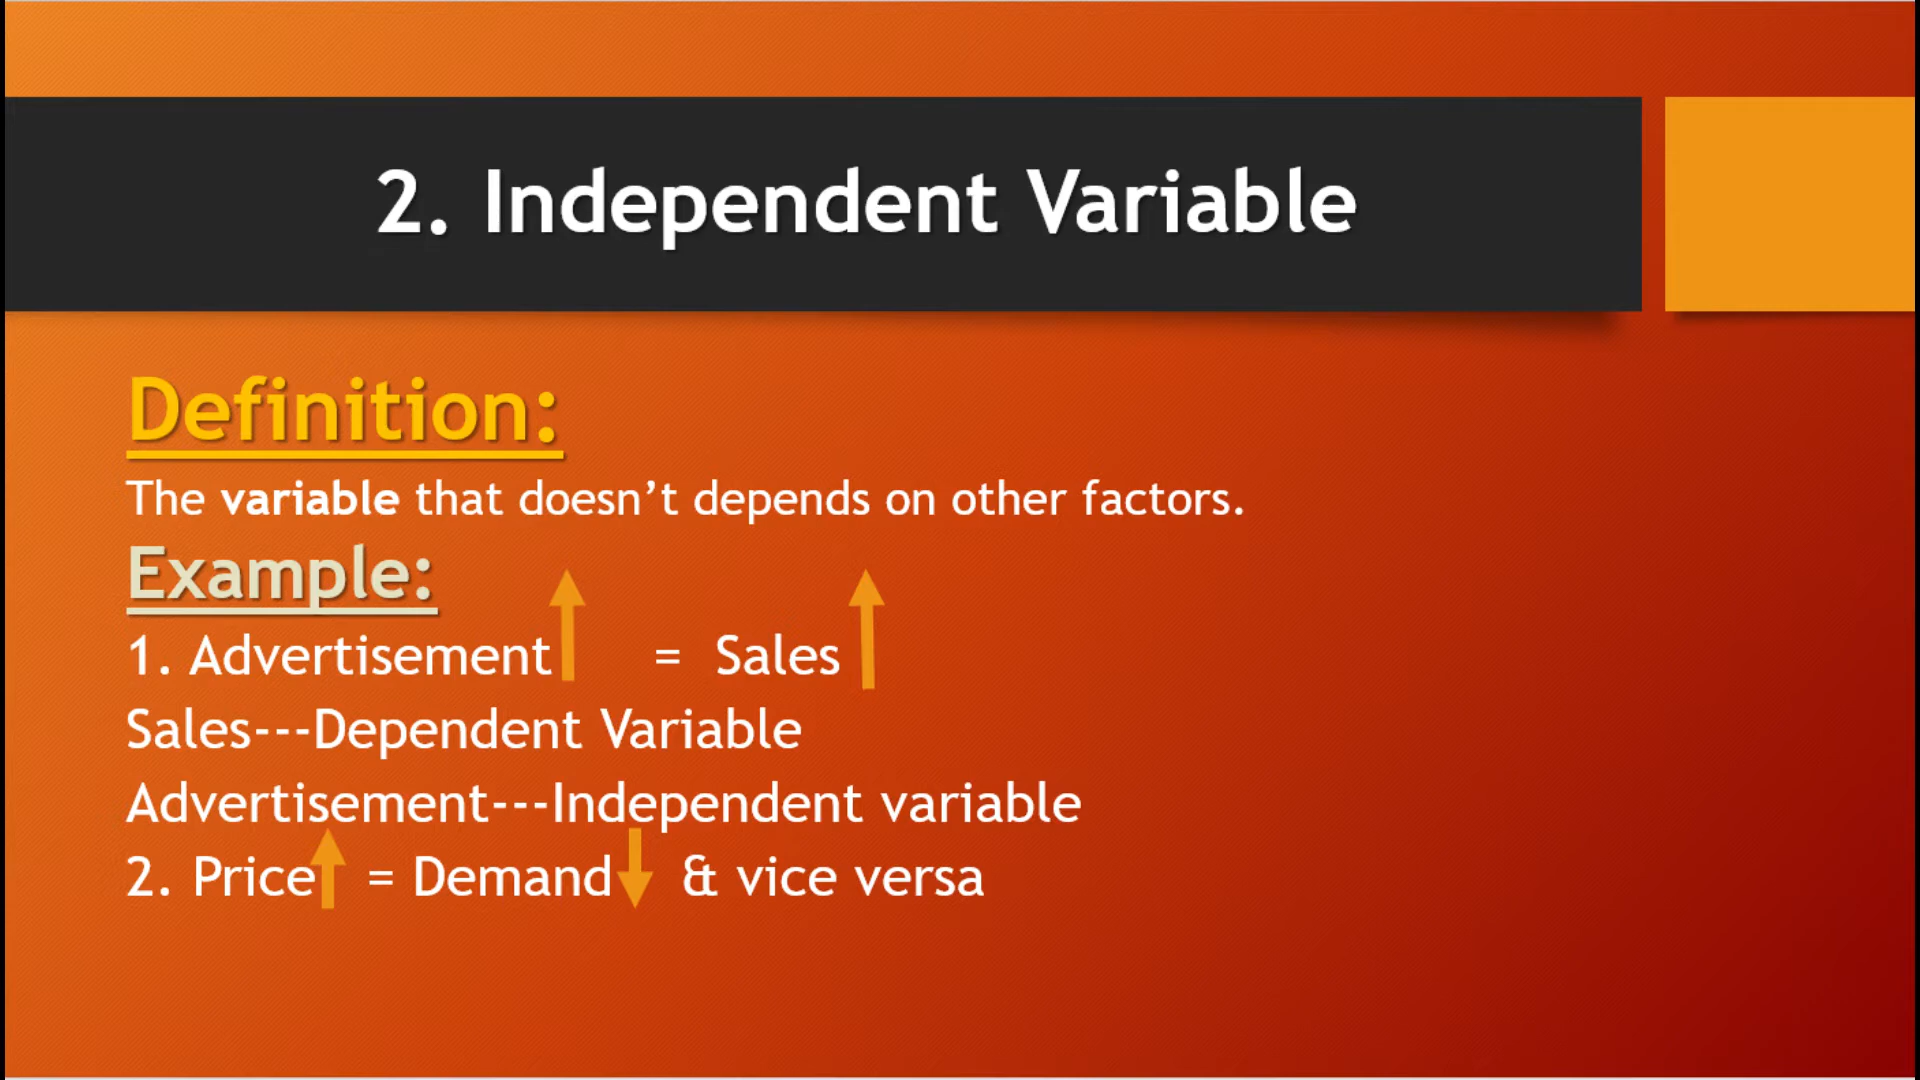 2. Independent Variable
Definition:
The variable that doesn’t depends on other factors.
Example:
1. Advertisement = Sales
Sales---Dependent Variable
Advertisement---Independent variable
2. Price = Demand & vice versa